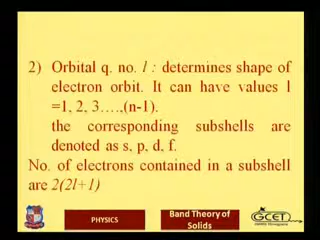 2) Orbital q. no. l : determines shape of
electron orbit. It can have values l
=1, 2, 3….,(n-1).
the corresponding subshells are
denoted as s, p, d, f.
No. of electrons contained in a subshell
are 2(2l+1)
PHYSICS
Band Theory of
Solids
GCET